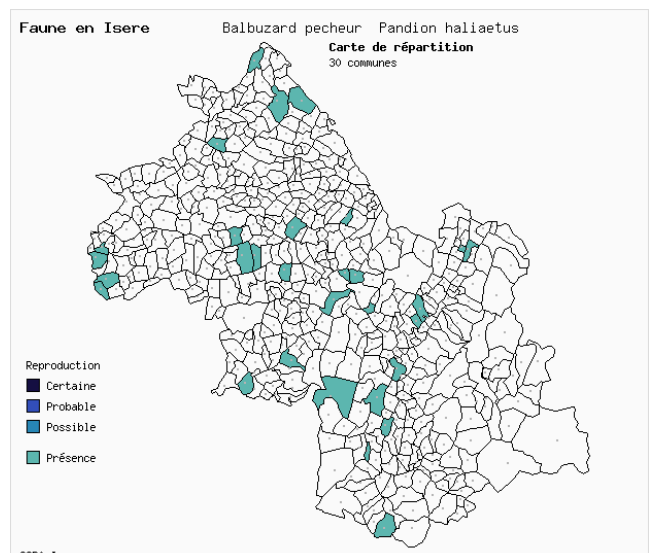 Faune en Isere
Balbuzard pecheur Pandion haliaetus
Carte de répartition
30 communes
Reproduction
Certaine
Probable
Possible
Présence